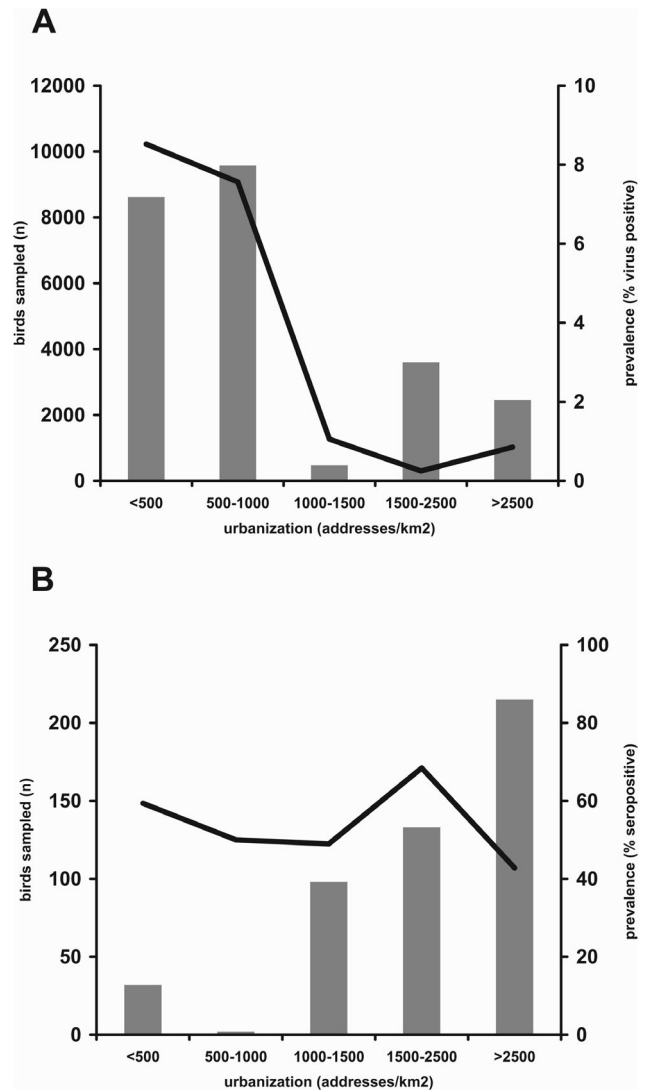 A
12000
10000
8000
6000
4000
2000
0
birds sampled (n)
10
8
6
4
2
0
prevalence (% virus positive)
<500 500-1000 1000-1500 1500-2500 >2500
urbanization (addresses/km2)
B
250
200
150
100
50
0
birds sampled (n)
100
80
60
40
20
0
prevalence (% seropositive)
<500 500-1000 1000-1500 1500-2500 >2500
urbanization (addresses/km2)